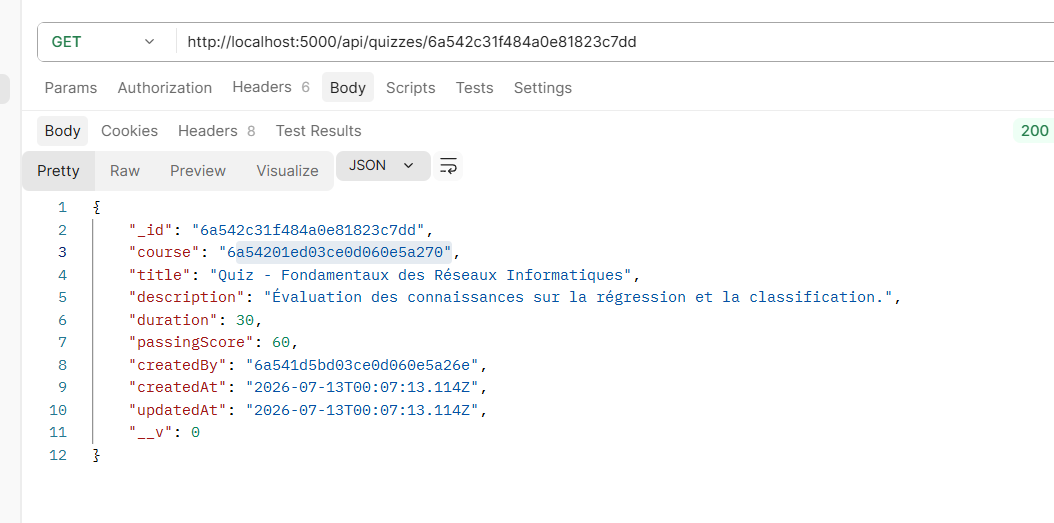 GET http://localhost:5000/api/quizzes/6a542c31f484a0e81823c7dd
Params Authorization Headers 6 Body Scripts Tests Settings
Body Cookies Headers 8 Test Results 200
Pretty Raw Preview Visualize JSON
1 {
2 "_id": "6a542c31f484a0e81823c7dd",
3 "course": "6a54201ed03ce0d060e5a270",
4 "title": "Quiz - Fondamentaux des Réseaux Informatiques",
5 "description": "Évaluation des connaissances sur la régression et la classification.",
6 "duration": 30,
7 "passingScore": 60,
8 "createdBy": "6a541d5bd03ce0d060e5a26e",
9 "createdAt": "2026-07-13T00:07:13.114Z",
10 "updatedAt": "2026-07-13T00:07:13.114Z",
11 "__v": 0
12 }